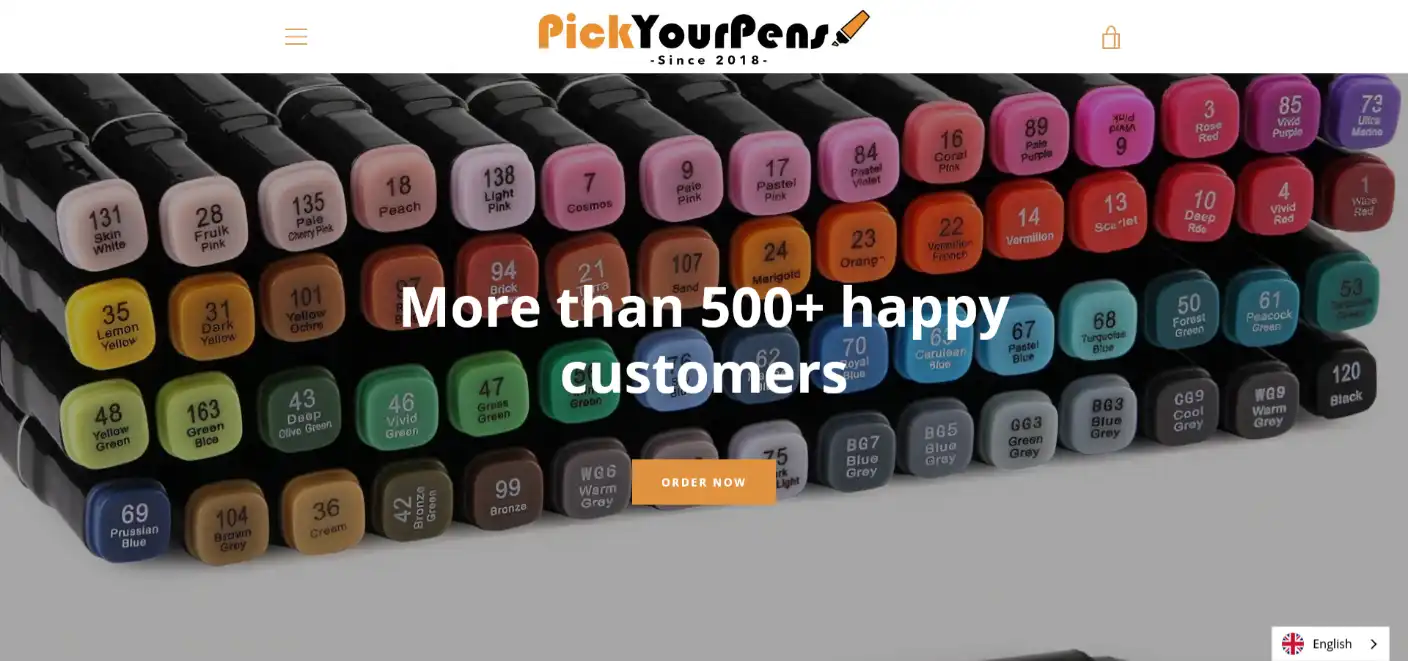 PickYourPens
-Since 2018-
3
Rose
Red
85
Vivid
Purple
73
Ultra
Marine
16
Coral
Pink
89
Pale
Purple
Vivid
Pink
9
138
Light
Pink
7
Cosmos
9
Pale
Pink
17
Pastel
Pink
84
Pastel
Violet
131
Skin
White
28
Fruik
Pink
135
Pale
Cherry Pink
18
Peach
22
Vermilion
French
14
Vermilion
13
Scarlet
10
Deep
4
Vivid
Red
1
Wine
Red
94
Brick
21
107
Sand
24
Marigold
23
35
Lemon
Yellow
31
Dark
Yellow
101
Yellow
Ochre
More than 500+ happy
customers
67
Pastel
Blue
68
Turquoise
Blue
50
Forest
Green
61
Peacock
Green
53
Green
48
Yellow
Green
163
Green
Bice
43
Deep
Olive Green
46
Vivid
Green
47
Grass
Green
Green
62
70
Royal
Blue
Blue
BG7
Blue
Grey
BG5
Blue
Grey
GG3
Green
Grey
BG3
Blue
Grey
CG9
Cool
Grey
WG9
Warm
Grey
120
Black
69
Prussian
Blue
104
Brown
Grey
36
Cream
42
Bronze
Green
99
Bronze
WG6
Warm
Grey
75
Light
ORDER NOW
English